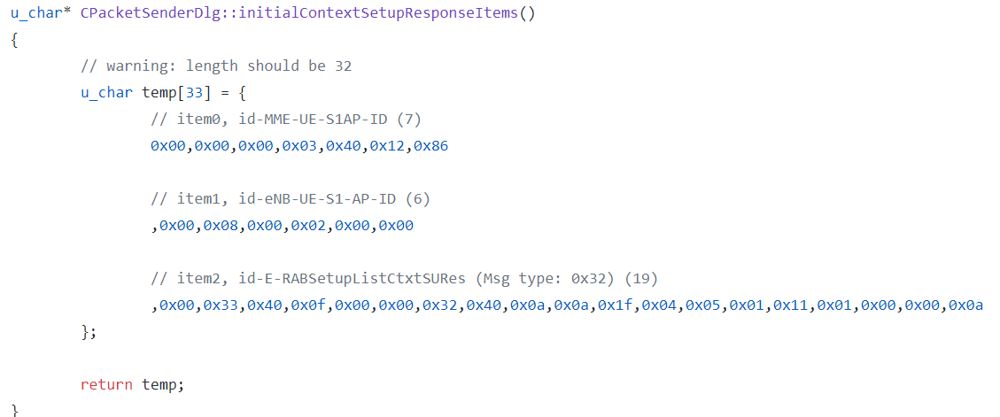 u_char* CPacketSenderDlg::initialContextSetupResponseItems()
{
// warning: length should be 32
u_char temp[33] = {
// item0, id-MME-UE-S1AP-ID (7)
0x00,0x00,0x00,0x03,0x40,0x12,0x86
// item1, id-eNB-UE-S1-AP-ID (6)
,0x00,0x08,0x00,0x02,0x00,0x00
// item2, id-E-RABSetupListCtxtSURes (Msg type: 0x32) (19)
,0x00,0x33,0x40,0x0f,0x00,0x00,0x32,0x40,0x0a,0x0a,0x1f,0x04,0x05,0x01,0x11,0x01,0x00,0x00,0x0a
};
return temp;
}